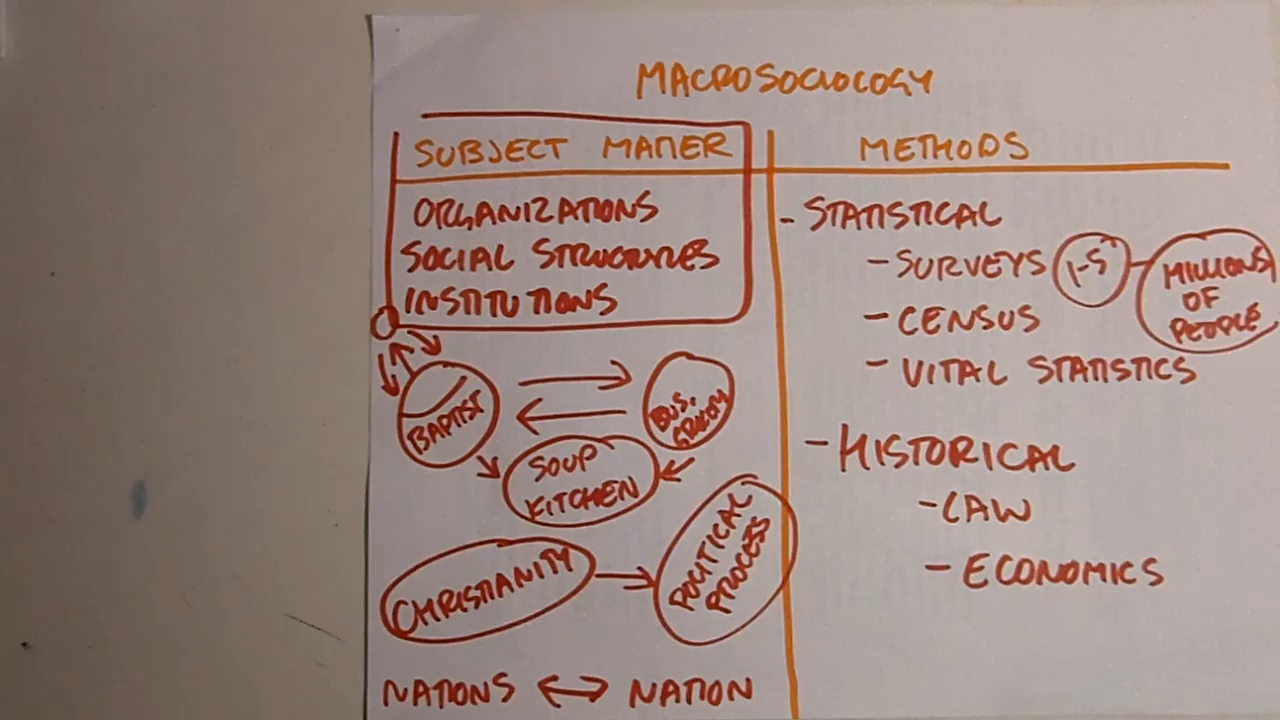 MACROSOCIOLOGY
SUBJECT MATTER
ORGANIZATIONS
SOCIAL STRUCTURES
INSTITUTIONS
BAPTIST
BUS.
SOUP
KITCHEN
CHRISTIANITY
POLITICAL
PROCESS
NATIONS ↔ NATION
METHODS
- STATISTICAL
- SURVEYS
1-5
MILLIONS
OF
PEOPLE
- CENSUS
- VITAL STATISTICS
- HISTORICAL
- LAW
- ECONOMICS